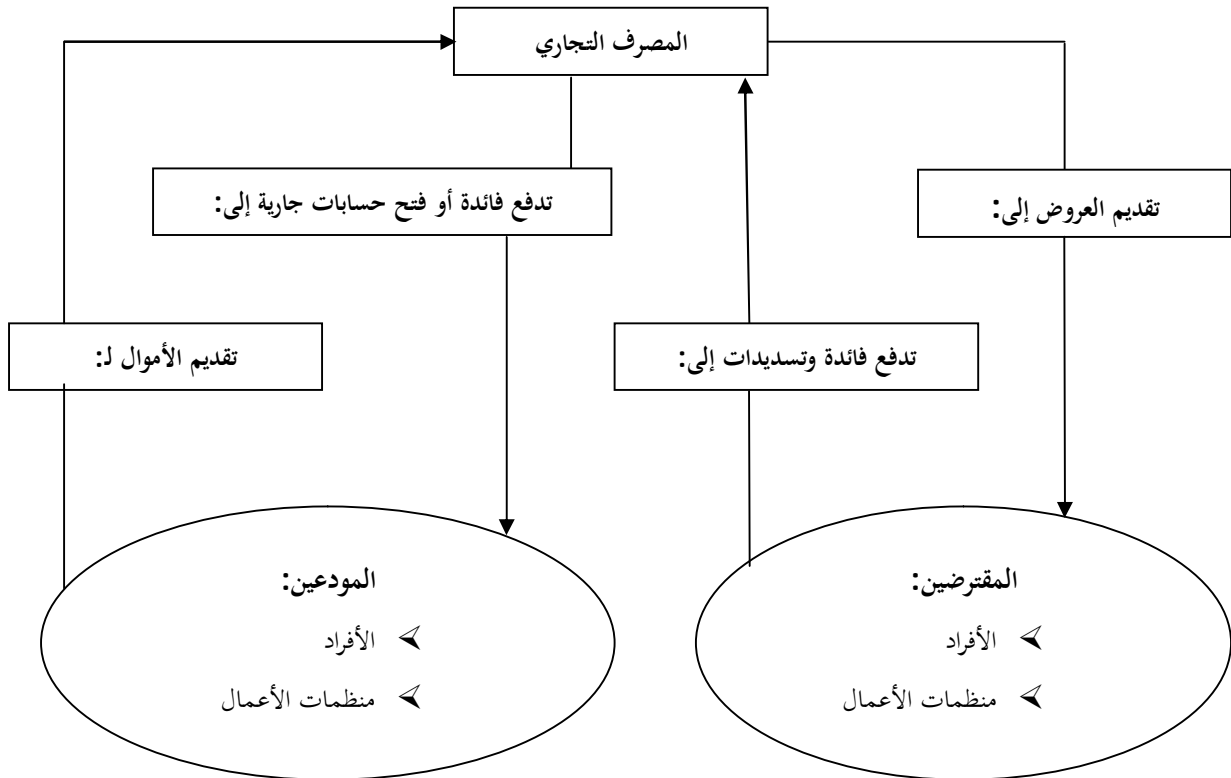 المصرف التجاري
تدفع فائدة أو فتح حسابات جارية إلى:
تقديم العروض إلى:
تدفع فائدة وتسديدات إلى:
تقديم الأموال لـ:
المقترضين:
الأفراد
منظمات الأعمال
المودعين:
الأفراد
منظمات الأعمال